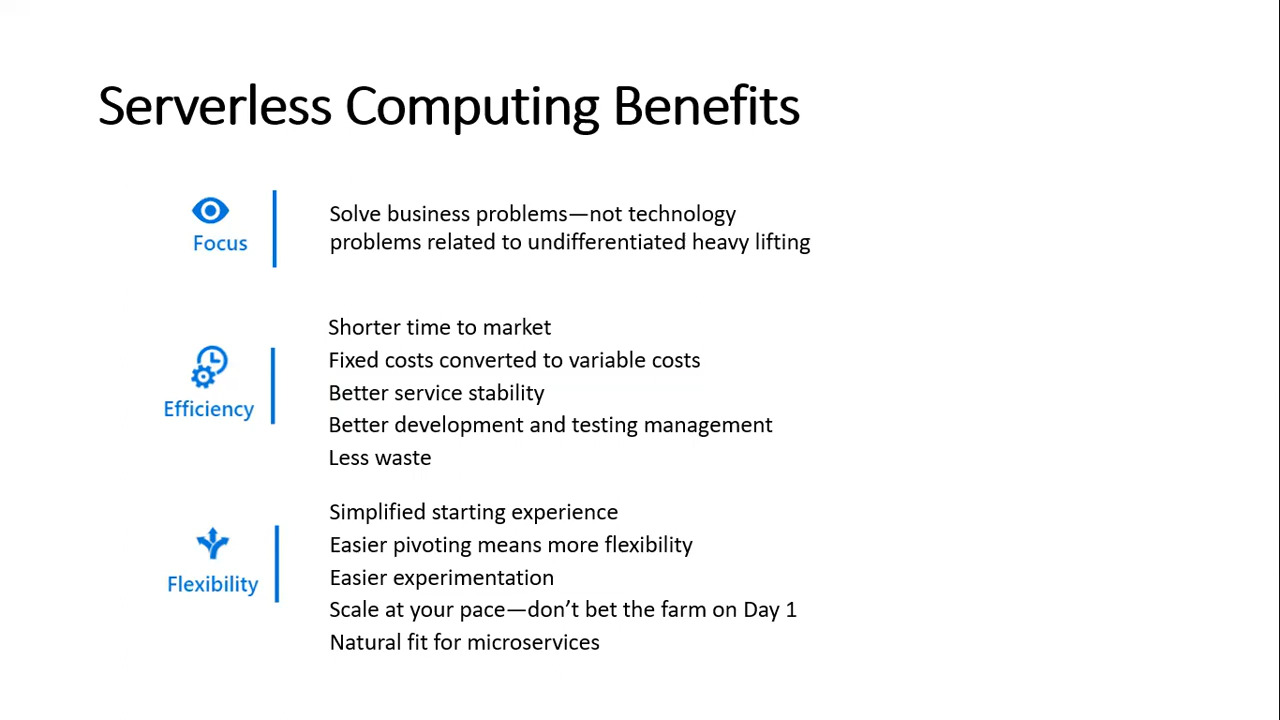 Serverless Computing Benefits
Focus
Solve business problems—not technology
problems related to undifferentiated heavy lifting
Efficiency
Shorter time to market
Fixed costs converted to variable costs
Better service stability
Better development and testing management
Less waste
Flexibility
Simplified starting experience
Easier pivoting means more flexibility
Easier experimentation
Scale at your pace—don’t bet the farm on Day 1
Natural fit for microservices